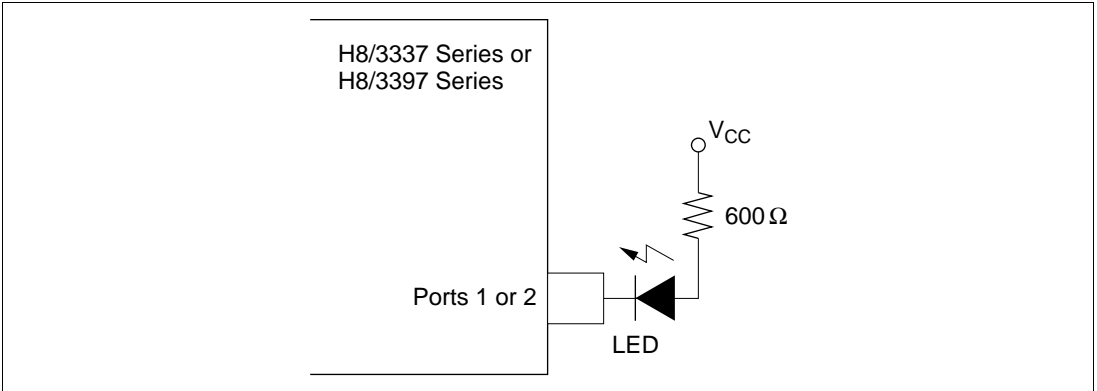 H8/3337 Series or
H8/3397 Series
VCC
600 Ω
Ports 1 or 2
LED